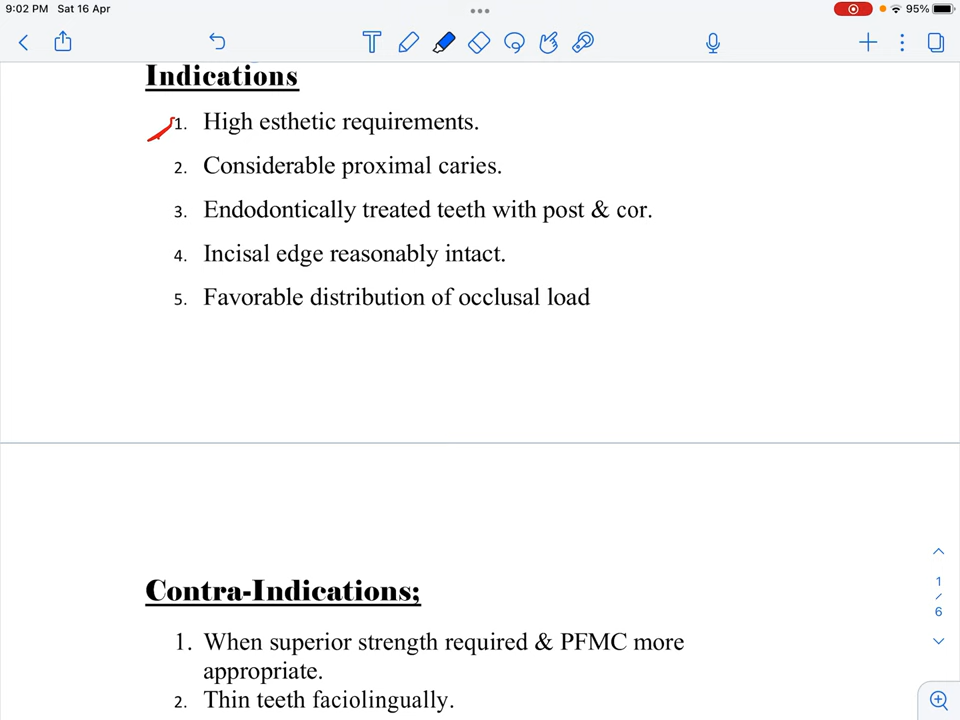 9:02 PM Sat 16 Apr 95%
Indications
1. High esthetic requirements.
2. Considerable proximal caries.
3. Endodontically treated teeth with post & cor.
4. Incisal edge reasonably intact.
5. Favorable distribution of occlusal load
Contra-Indications;
1. When superior strength required & PFMC more
appropriate.
2. Thin teeth faciolingually.
1
/
6